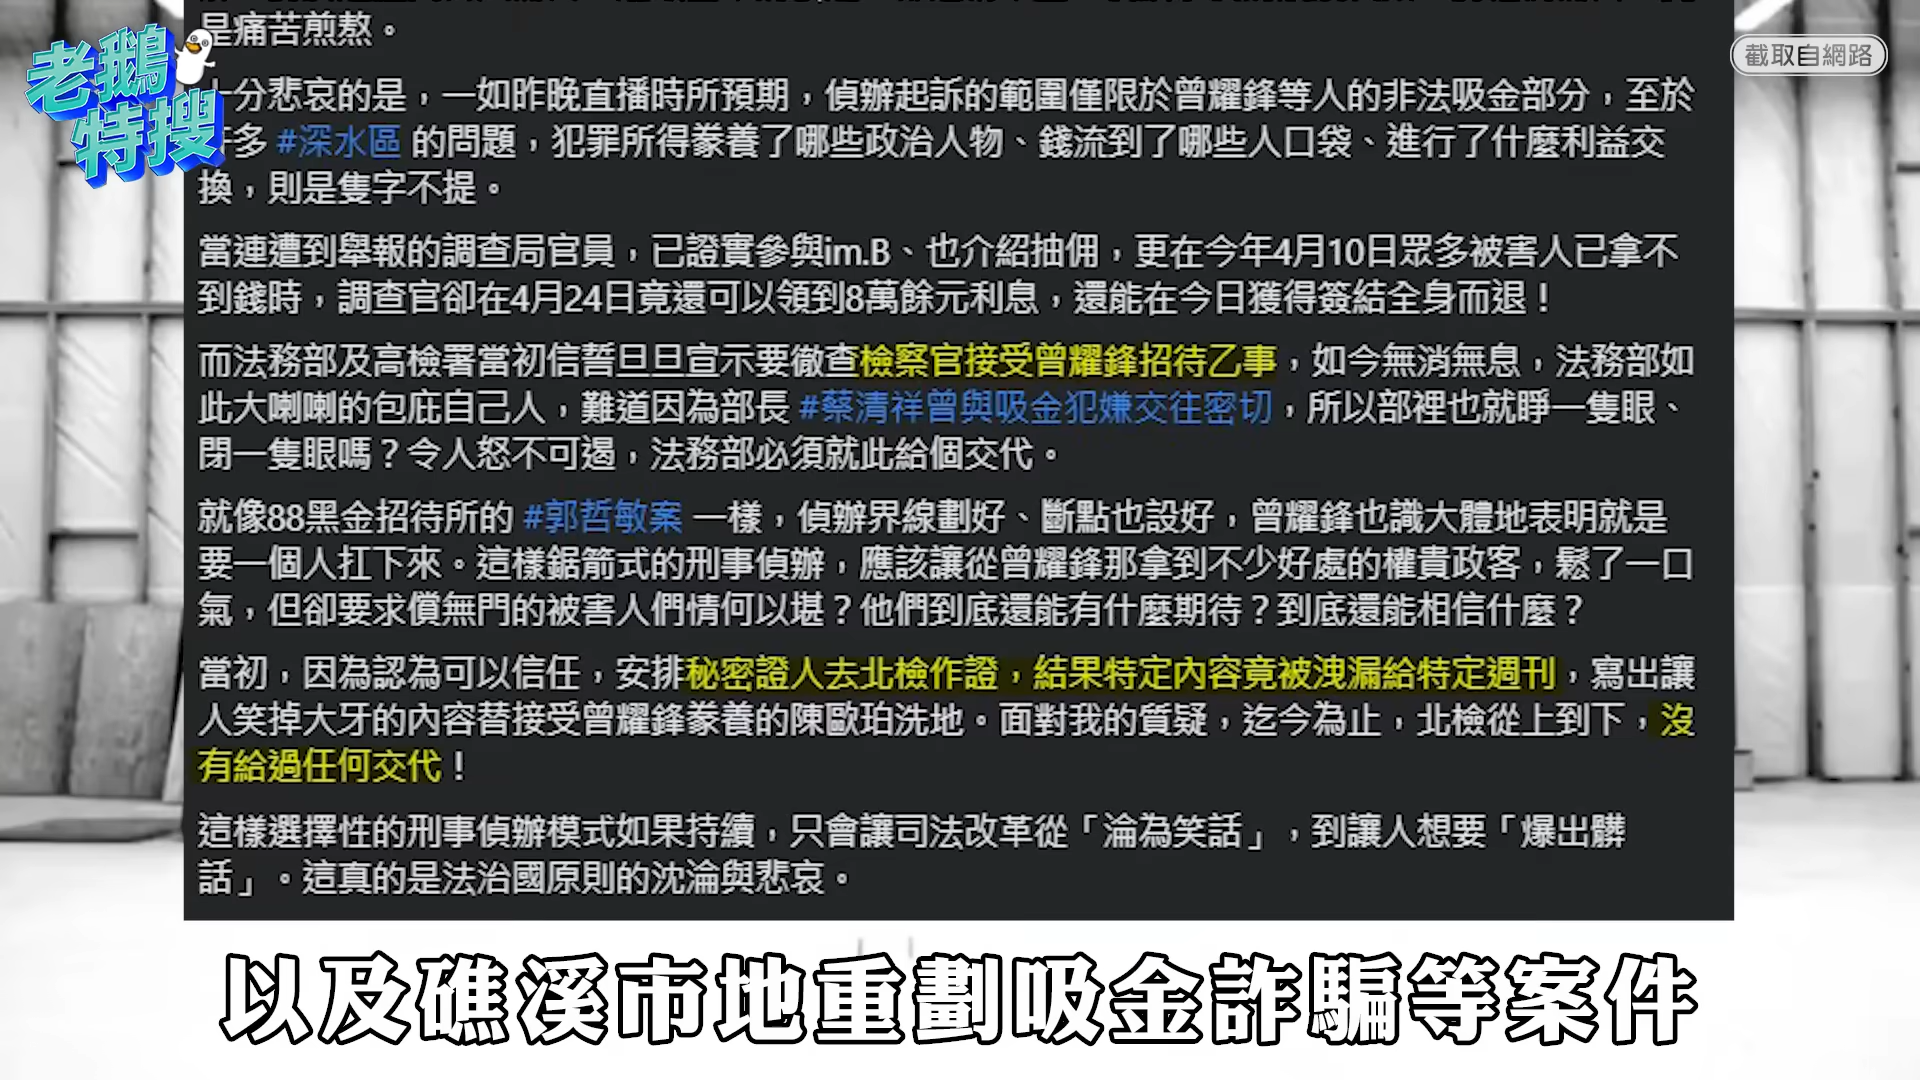 老鵝
特搜
截取自網路
是痛苦煎熬。
十分悲哀的是，一如昨晚直播時所預期，偵辦起訴的範圍僅限於曾耀鋒等人的非法吸金部分，至於
許多 #深水區 的問題，犯罪所得豢養了哪些政治人物、錢流到了哪些人口袋、進行了什麼利益交
換，則是隻字不提。
當連遭到舉報的調查局官員，已證實參與im.B、也介紹抽佣，更在今年4月10日眾多被害人已拿不
到錢時，調查官卻在4月24日竟還可以領到8萬餘元利息，還能在今日獲得簽結全身而退！
而法務部及高檢署當初信誓旦旦宣示要徹查檢察官接受曾耀鋒招待乙事，如今無消無息，法務部如
此大喇喇的包庇自己人，難道因為部長 #蔡清祥曾與吸金犯嫌交往密切，所以部裡也就睜一隻眼、
閉一隻眼嗎？令人怒不可遏，法務部必須就此給個交代。
就像88黑金招待所的 #郭哲敏案 一樣，偵辦界線劃好、斷點也設好，曾耀鋒也識大體地表明就是
要一個人扛下來。這樣鋸箭式的刑事偵辦，應該讓從曾耀鋒那拿到不少好處的權貴政客，鬆了一口
氣，但卻要求償無門的被害人們情何以堪？他們到底還能有什麼期待？到底還能相信什麼？
當初，因為認為可以信任，安排秘密證人去北檢作證，結果特定內容竟被洩漏給特定週刊，寫出讓
人笑掉大牙的內容替接受曾耀鋒豢養的陳歐珀洗地。面對我的質疑，迄今為止，北檢從上到下，沒
有給過任何交代！
這樣選擇性的刑事偵辦模式如果持續，只會讓司法改革從「淪為笑話」，到讓人想要「爆出髒
話」。這真的是法治國原則的沈淪與悲哀。
以及礁溪市地重劃吸金詐騙等案件